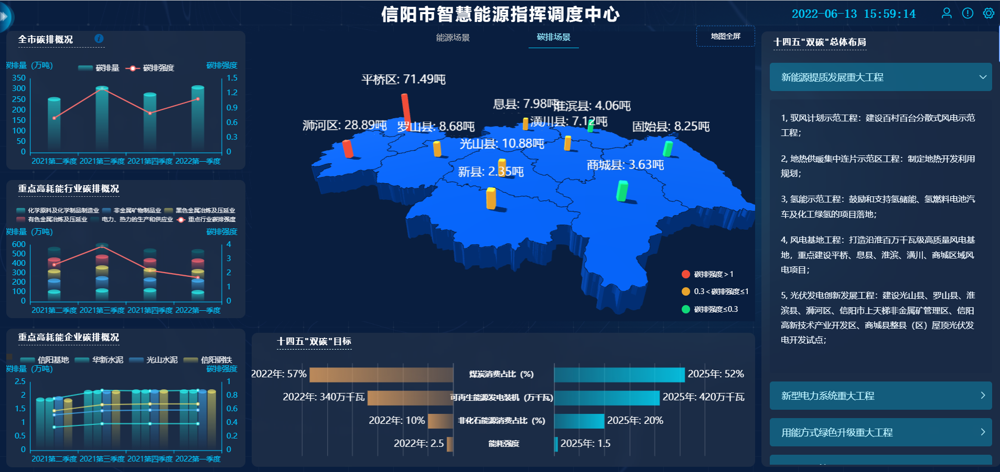 信阳市智慧能源指挥调度中心
2022-06-13 15:59:14
能源场景
碳排场景
地图全屏
全市碳排概况
碳排量（万吨）
碳排量
碳排强度
碳排强度
350
300
250
200
150
100
50
0
1.5
1.2
0.9
0.6
0.3
0
2021第二季度 2021第三季度 2021第四季度 2022第一季度
重点高耗能行业碳排概况
化学原料及化学制品制造业 非金属矿物制品业 黑色金属冶炼及压延业
有色金属冶炼及压延业 电力、热力的生产和供应业 重点行业碳排强度
碳排量（万吨）
碳排强度
600
500
400
300
200
100
0
4
3
2
1
0
2021第二季度 2021第三季度 2021第四季度 2022第一季度
重点高耗能企业碳排概况
信阳基地 华新水泥 光山水泥 信阳钢铁
碳排量（万吨）
碳排强度
2.5
2
1.5
1
0.5
0
1
0.8
0.6
0.4
0.2
0
2021第二季度 2021第三季度 2021第四季度 2022第一季度
平桥区: 71.49吨
息县: 7.98吨
淮滨县: 4.06吨
浉河区: 28.89吨
罗山县: 8.68吨
潢川县: 7.12吨
固始县: 8.25吨
光山县: 10.88吨
新县: 2.35吨
商城县: 3.63吨
碳排强度 > 1
0.3 < 碳排强度≤1
碳排强度≤0.3
十四五"双碳"目标
2022年: 57%
煤炭消费占比（%）
2025年: 52%
2022年: 340万千瓦
可再生能源发电装机（万千瓦）
2025年: 420万千瓦
2022年: 10%
非化石能源消费占比（%）
2025年: 20%
2022年: 2.5
能耗强度
2025年: 1.5
十四五"双碳"总体布局
新能源提质发展重大工程
1, 驭风计划示范工程：建设百村百台分散式风电示范
工程;
2, 地热供暖集中连片示范区工程：制定地热开发利用
规划;
3, 氢能示范工程：鼓励和支持氢储能、氢燃料电池汽
车及化工绿氢的项目落地;
4, 风电基地工程：打造沿淮百万千瓦级高质量风电基
地，重点建设平桥、息县、淮滨、潢川、商城区域风
电项目;
5, 光伏发电创新发展工程：建设光山县、罗山县、淮
滨县、浉河区、信阳市上天梯非金属矿管理区、信阳
高新技术产业开发区、商城县整县（区）屋顶光伏发
电开发试点;
新型电力系统重大工程
用能方式绿色升级重大工程